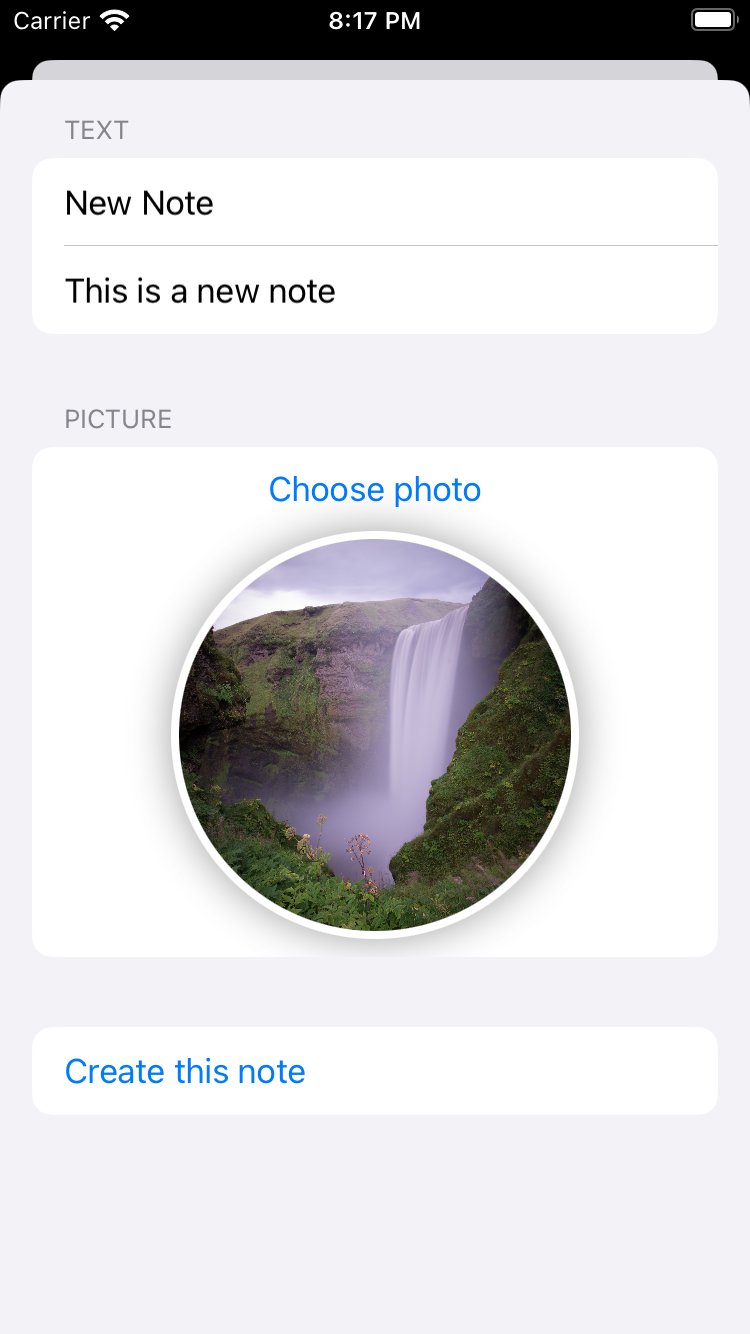 Carrier 8:17 PM
TEXT
New Note
This is a new note
PICTURE
Choose photo
Create this note